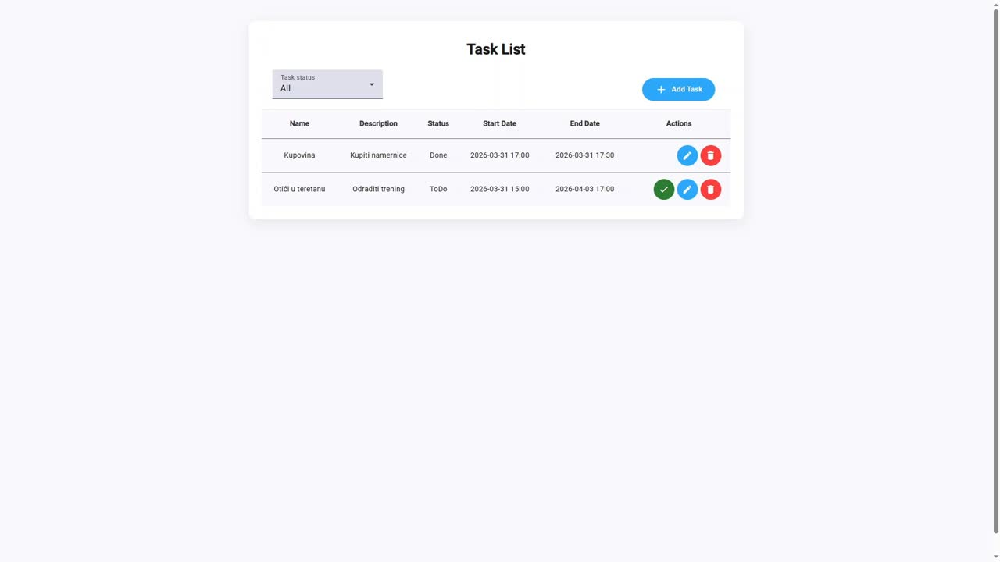 Task List
Task status
All
Add Task
Name Description Status Start Date End Date Actions
Kupovina Kupiti namernice Done 2026-03-31 17:00 2026-03-31 17:30
Otići u teretanu Odraditi trening ToDo 2026-03-31 15:00 2026-04-03 17:00